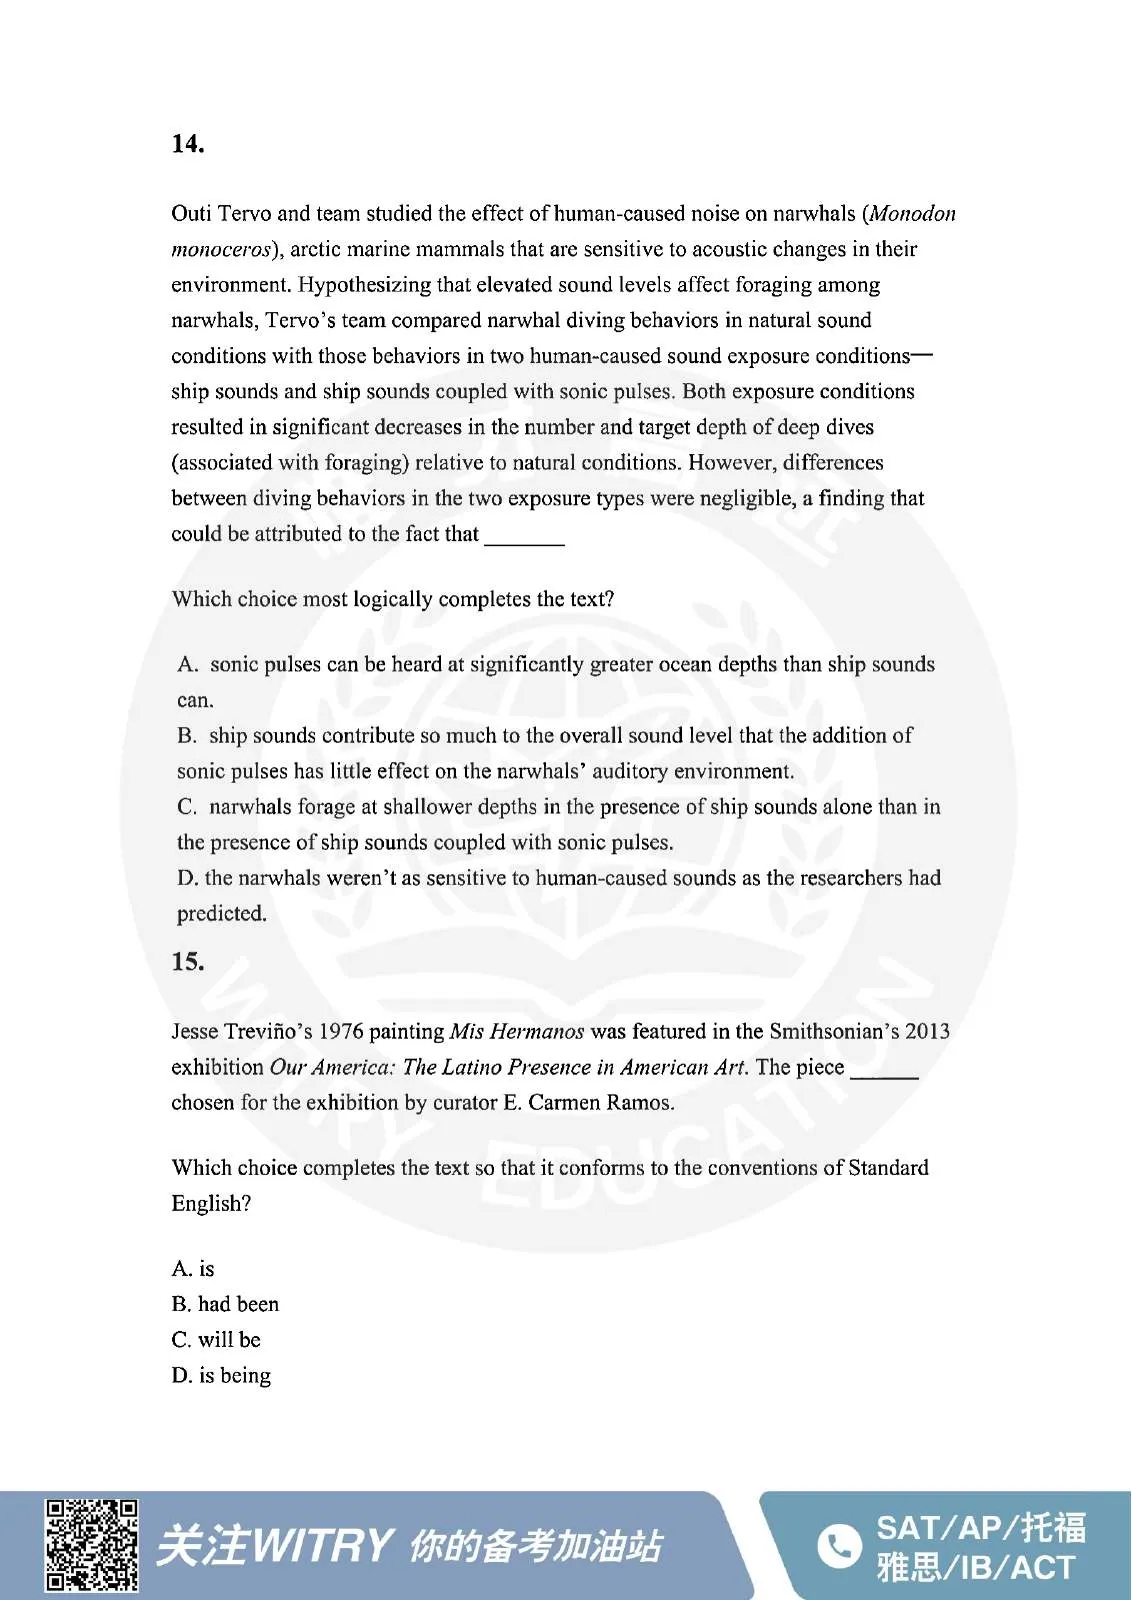 14.
Outi Tervo and team studied the effect of human-caused noise on narwhals (Monodon
monoceros), arctic marine mammals that are sensitive to acoustic changes in their
environment. Hypothesizing that elevated sound levels affect foraging among
narwhals, Tervo's team compared narwhal diving behaviors in natural sound
conditions with those behaviors in two human-caused sound exposure conditions—
ship sounds and ship sounds coupled with sonic pulses. Both exposure conditions
resulted in significant decreases in the number and target depth of deep dives
(associated with foraging) relative to natural conditions. However, differences
between diving behaviors in the two exposure types were negligible, a finding that
could be attributed to the fact that _______
Which choice most logically completes the text?
A. sonic pulses can be heard at significantly greater ocean depths than ship sounds
can.
B. ship sounds contribute so much to the overall sound level that the addition of
sonic pulses has little effect on the narwhals' auditory environment.
C. narwhals forage at shallower depths in the presence of ship sounds alone than in
the presence of ship sounds coupled with sonic pulses.
D. the narwhals weren't as sensitive to human-caused sounds as the researchers had
predicted.
15.
Jesse Treviño's 1976 painting Mis Hermanos was featured in the Smithsonian's 2013
exhibition Our America: The Latino Presence in American Art. The piece ______
chosen for the exhibition by curator E. Carmen Ramos.
Which choice completes the text so that it conforms to the conventions of Standard
English?
A. is
B. had been
C. will be
D. is being
WITRY EDUCATION
关注WITRY 你的备考加油站
SAT/AP/托福
雅思/IB/ACT